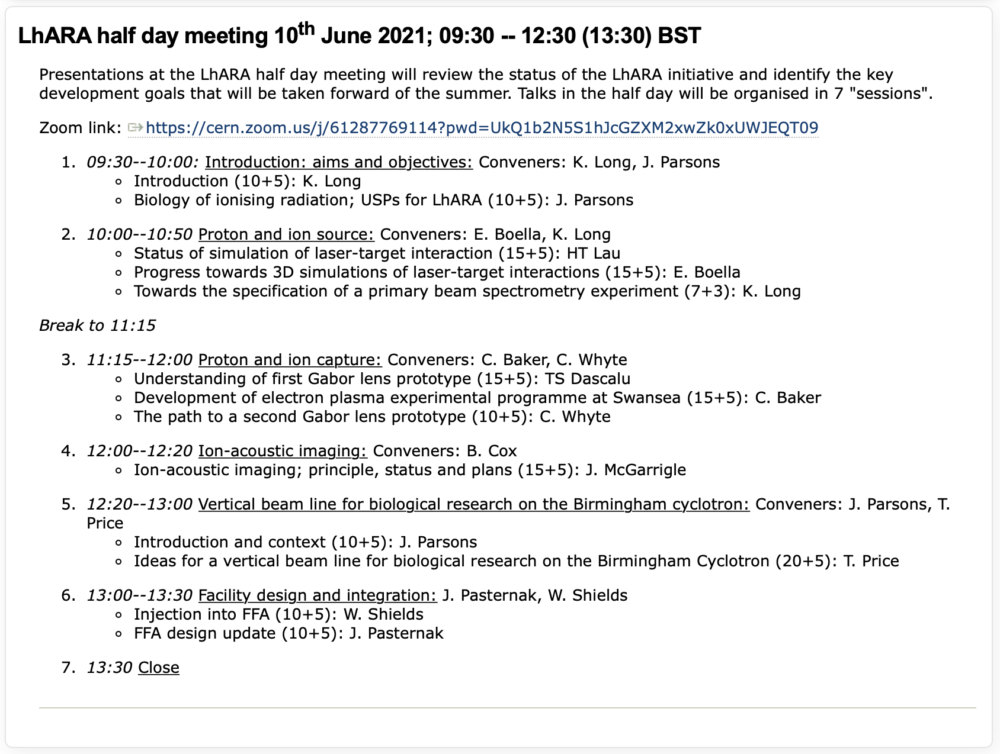 LhARA half day meeting 10th June 2021; 09:30 -- 12:30 (13:30) BST
Presentations at the LhARA half day meeting will review the status of the LhARA initiative and identify the key
development goals that will be taken forward of the summer. Talks in the half day will be organised in 7 "sessions".
Zoom link: https://cern.zoom.us/j/61287769114?pwd=UkQ1b2N5S1hJcGZXM2xwZk0xUWJEQT09
1. 09:30--10:00: Introduction: aims and objectives: Conveners: K. Long, J. Parsons
Introduction (10+5): K. Long
Biology of ionising radiation; USPs for LhARA (10+5): J. Parsons
2. 10:00--10:50 Proton and ion source: Conveners: E. Boella, K. Long
Status of simulation of laser-target interaction (15+5): HT Lau
Progress towards 3D simulations of laser-target interactions (15+5): E. Boella
Towards the specification of a primary beam spectrometry experiment (7+3): K. Long
Break to 11:15
3. 11:15--12:00 Proton and ion capture: Conveners: C. Baker, C. Whyte
Understanding of first Gabor lens prototype (15+5): TS Dascalu
Development of electron plasma experimental programme at Swansea (15+5): C. Baker
The path to a second Gabor lens prototype (10+5): C. Whyte
4. 12:00--12:20 Ion-acoustic imaging: Conveners: B. Cox
Ion-acoustic imaging; principle, status and plans (15+5): J. McGarrigle
5. 12:20--13:00 Vertical beam line for biological research on the Birmingham cyclotron: Conveners: J. Parsons, T.
Price
Introduction and context (10+5): J. Parsons
Ideas for a vertical beam line for biological research on the Birmingham Cyclotron (20+5): T. Price
6. 13:00--13:30 Facility design and integration: J. Pasternak, W. Shields
Injection into FFA (10+5): W. Shields
FFA design update (10+5): J. Pasternak
7. 13:30 Close